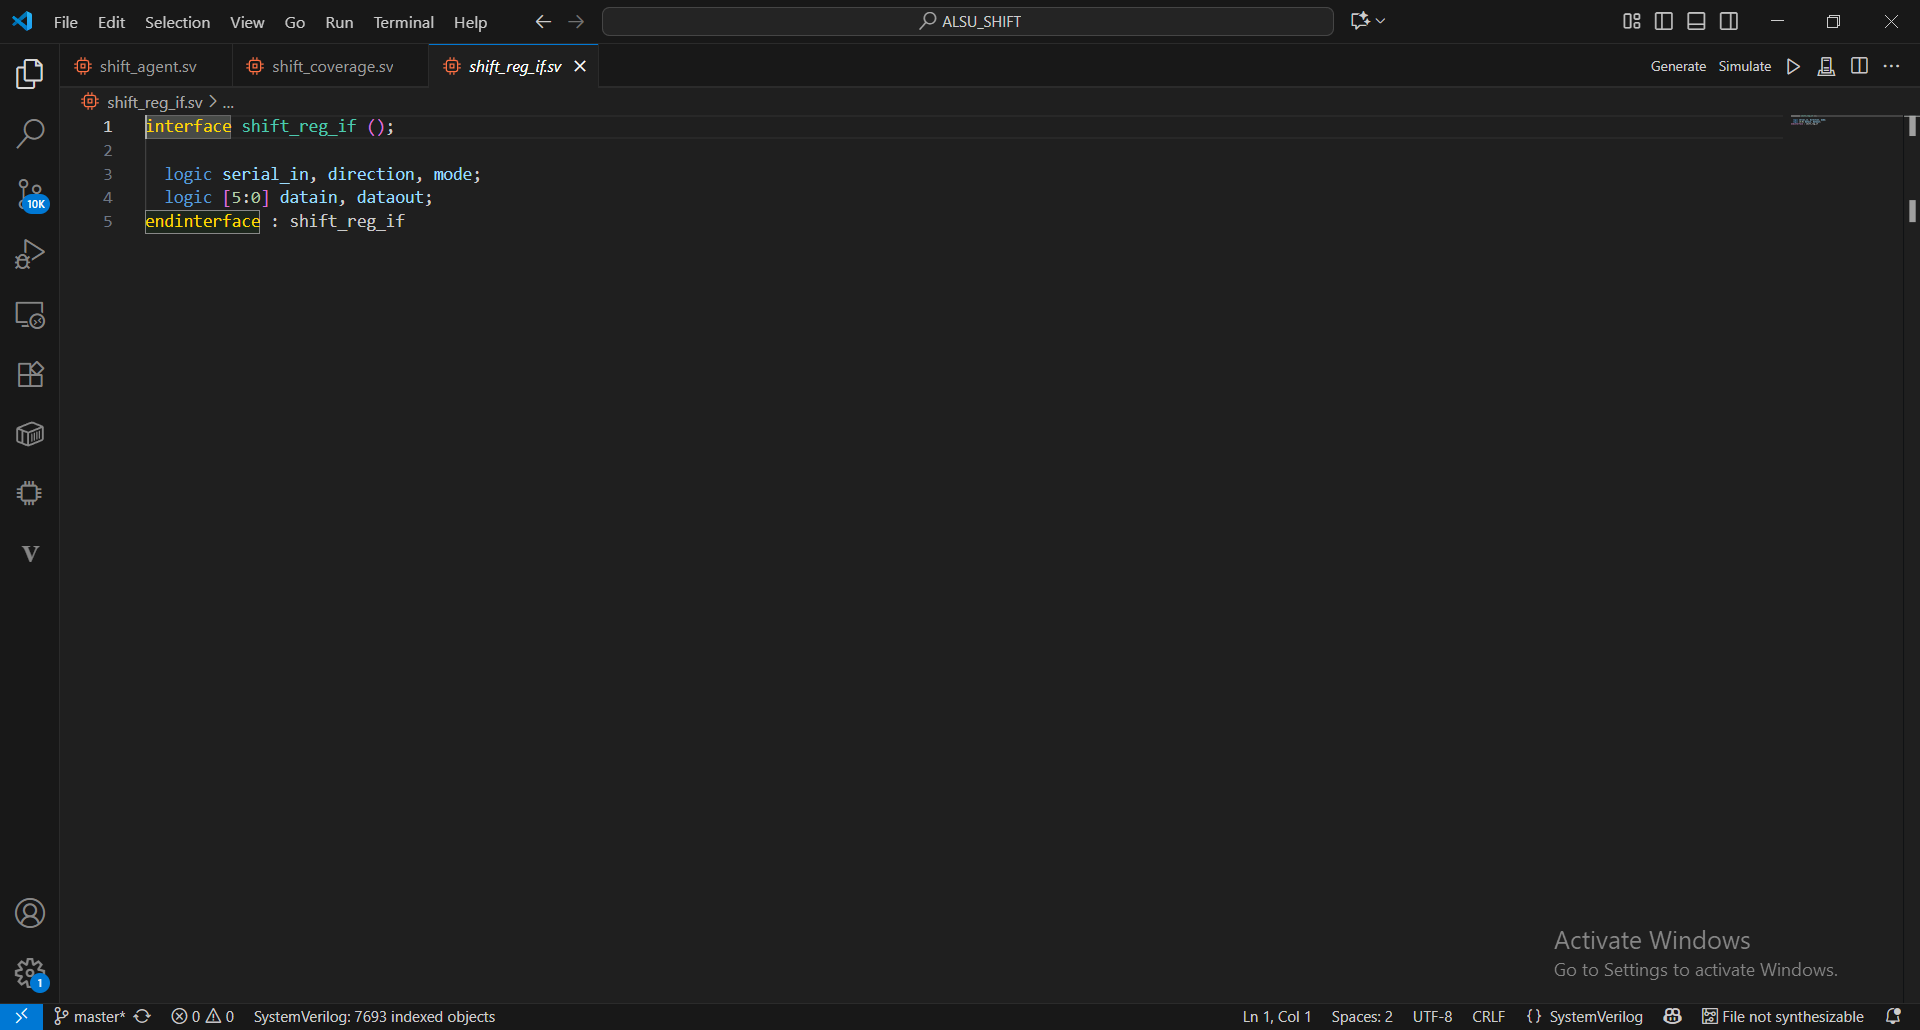 File Edit Selection View Go Run Terminal Help
ALSU_SHIFT
shift_agent.sv
shift_coverage.sv
shift_reg_if.sv
Generate Simulate
shift_reg_if.sv > ...
1 interface shift_reg_if ();
2
3 logic serial_in, direction, mode;
4 logic [5:0] datain, dataout;
5 endinterface : shift_reg_if
10K
V
Activate Windows
Go to Settings to activate Windows.
1
master* 0 0 SystemVerilog: 7693 indexed objects Ln 1, Col 1 Spaces: 2 UTF-8 CRLF {} SystemVerilog File not synthesizable